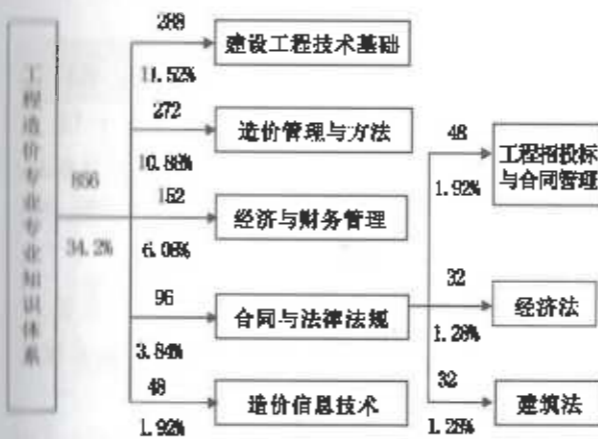 工程造价专业专业知识体系
856
34.2%
288
11.52%
建设工程技术基础
272
10.88%
造价管理与方法
152
6.08%
经济与财务管理
96
3.84%
合同与法律法规
48
1.92%
造价信息技术
48
1.92%
工程招投标
与合同管理
32
1.28%
经济法
32
1.28%
建筑法